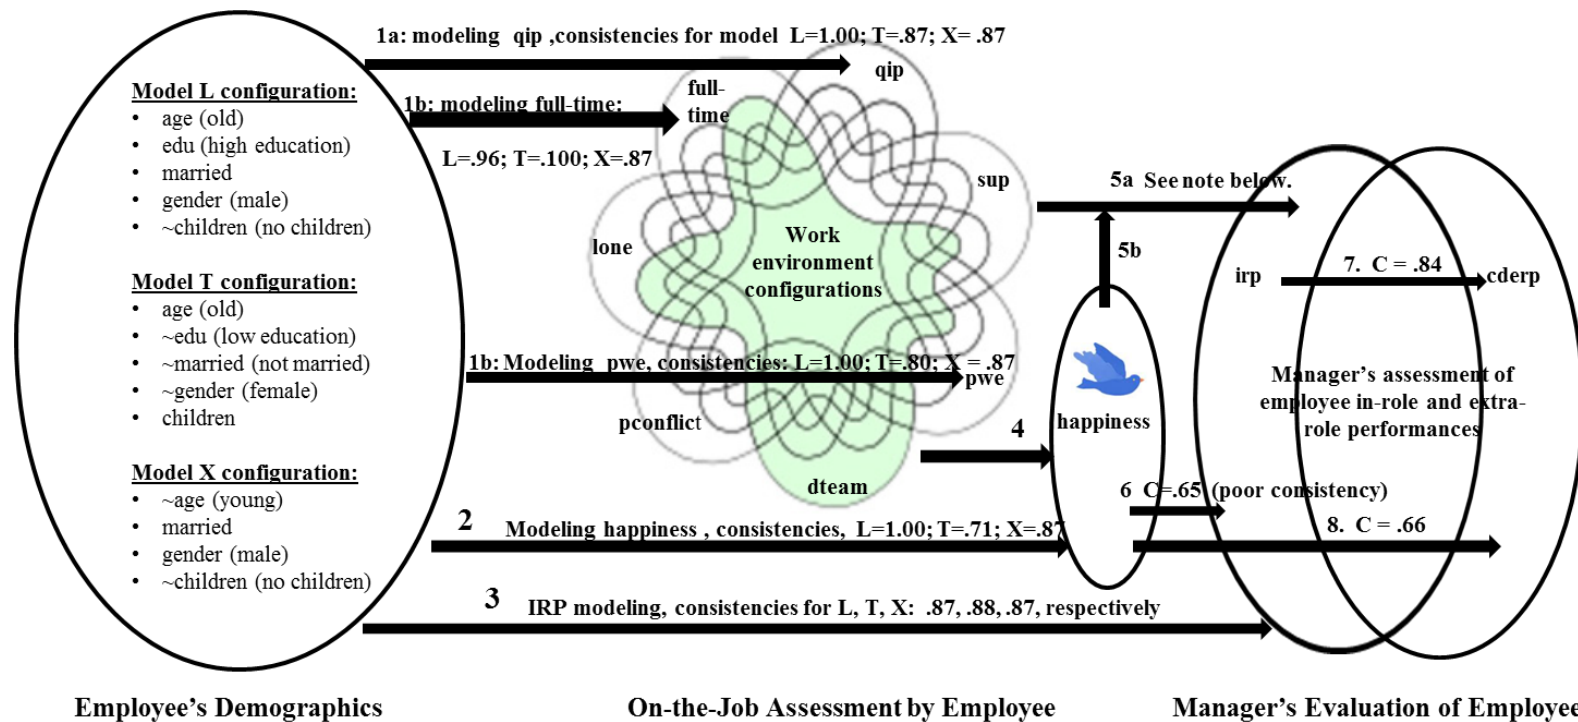 1a: modeling qip ,consistencies for model L=1.00; T=.87; X= .87
Model L configuration:
• age (old)
• edu (high education)
• married
• gender (male)
• ~children (no children)
Model T configuration:
• age (old)
• ~edu (low education)
• ~married (not married)
• ~gender (female)
• children
Model X configuration:
• ~age (young)
• married
• gender (male)
• ~children (no children)
1b: modeling full-time:
L=.96; T=.100; X=.87
full-
time
qip
sup
lone
Work
environment
configurations
1b: Modeling pwe, consistencies: L=1.00; T=.80; X = .87
pwe
pconflict
dteam
4
happiness
5a See note below.
5b
irp
7. C = .84
cderp
Manager’s assessment of
employee in-role and extra-
role performances
6 C=.65 (poor consistency)
8. C = .66
2 Modeling happiness , consistencies, L=1.00; T=.71; X=.87
3 IRP modeling, consistencies for L, T, X: .87, .88, .87, respectively
Employee’s Demographics
On-the-Job Assessment by Employee
Manager’s Evaluation of Employee